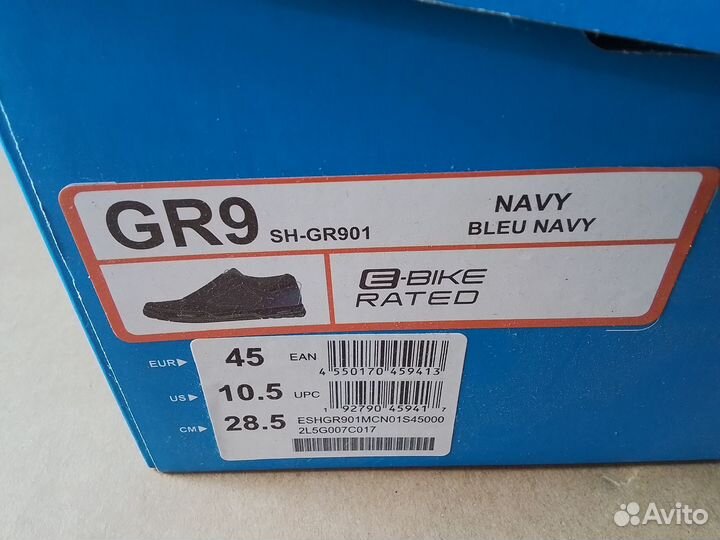 GR9 SH-GR901
NAVY
BLEU NAVY
E-BIKE
RATED
EUR 45 EAN 4 550170 459413
US 10.5 UPC 1 92790 45941 7
CM 28.5 ESHGR901MCN01S45000
2L5G007C017
Avito